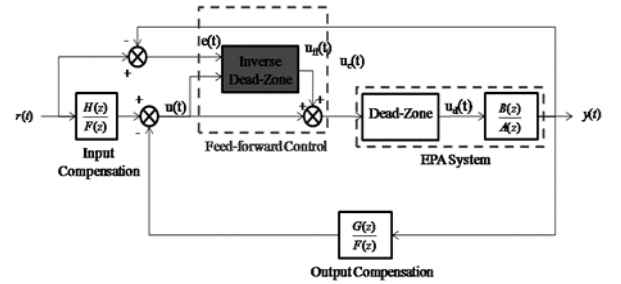 e(t)
u_ff(t)
u_c(t)
Inverse
Dead-Zone
r(t)
H(z)
F(z)
u(t)
Dead-Zone
u_d(t)
B(z)
A(z)
y(t)
Input
Compensation
Feed-forward Control
EPA System
G(z)
F(z)
Output Compensation